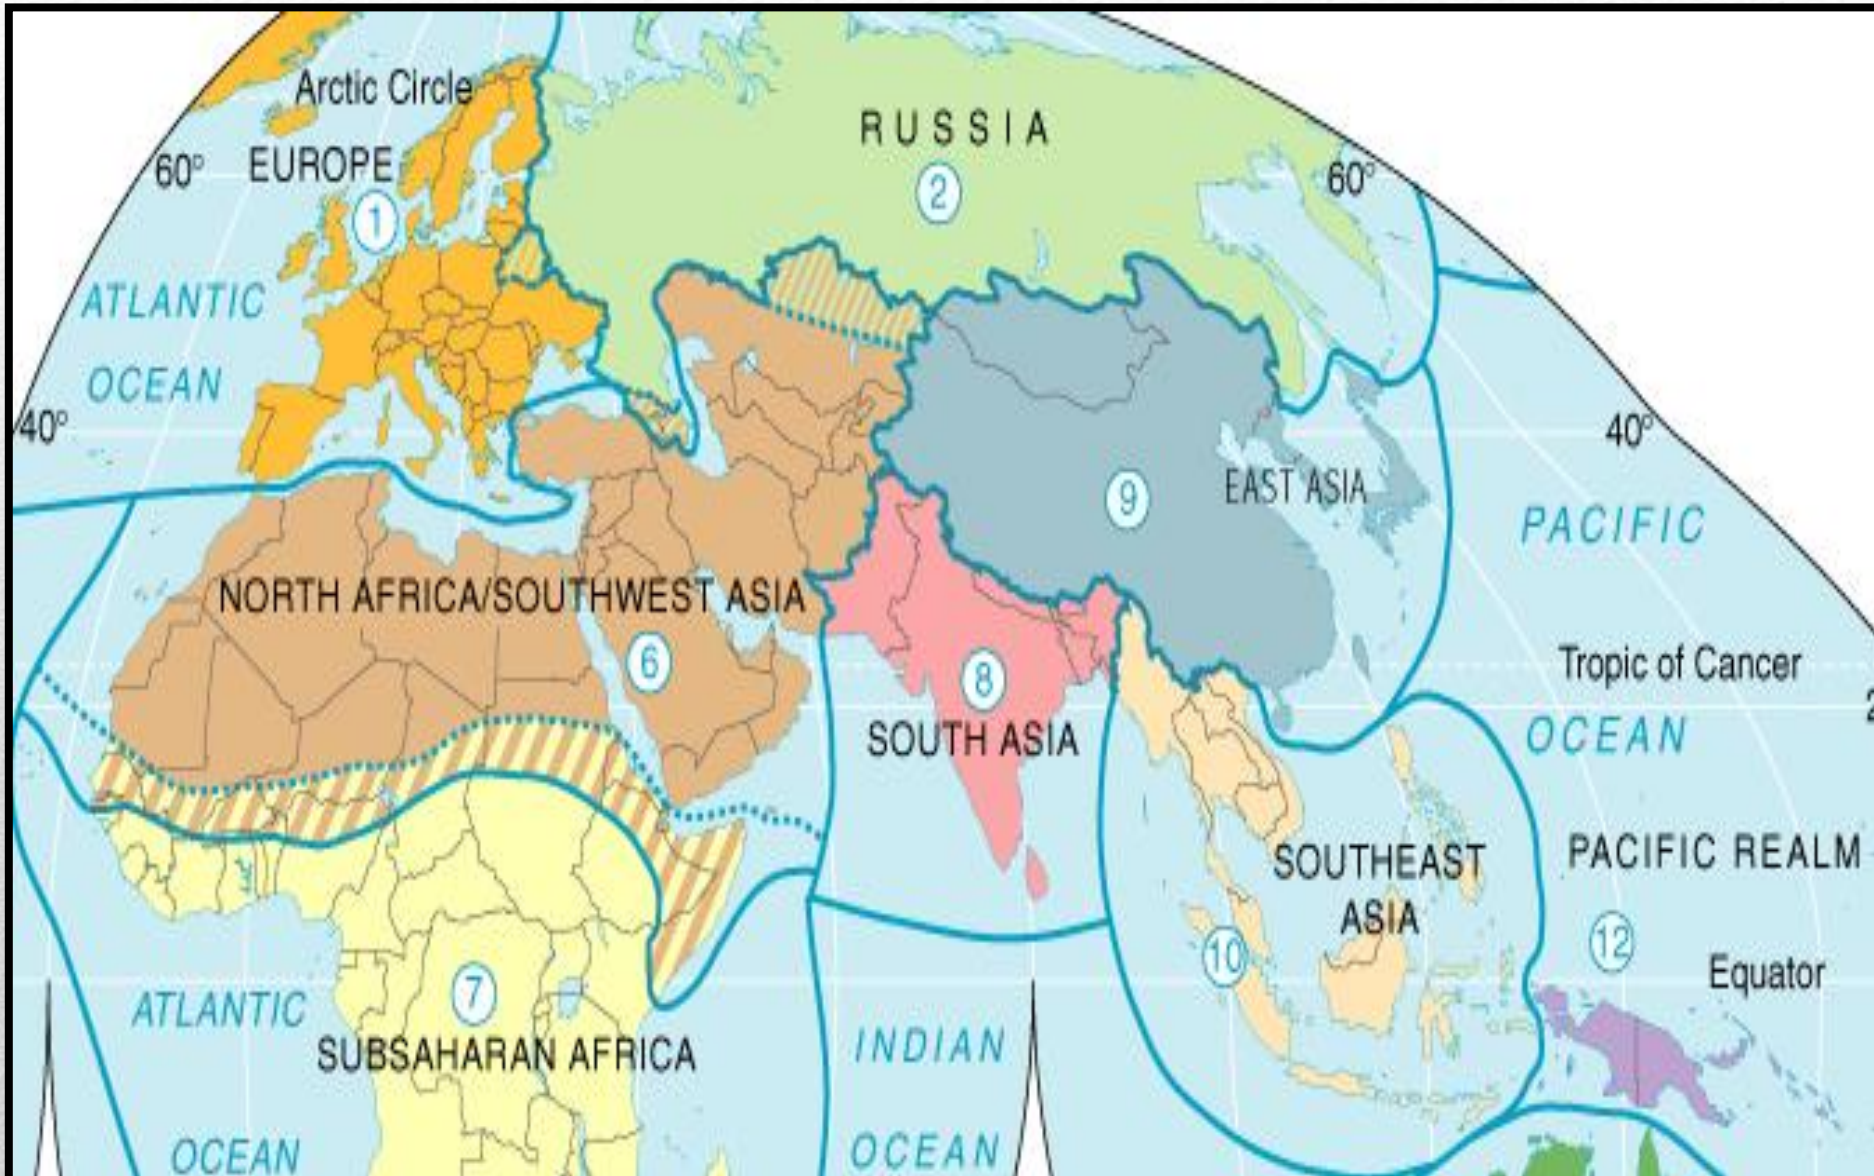 Arctic Circle
RUSSIA
60°
EUROPE
60°
2
1
ATLANTIC
OCEAN
40°
40°
EAST ASIA
9
PACIFIC
NORTH AFRICA/SOUTHWEST ASIA
6
8
Tropic of Cancer
SOUTH ASIA
OCEAN
2
PACIFIC REALM
SOUTHEAST
ASIA
12
10
Equator
7
ATLANTIC
INDIAN
SUBSAHARAN AFRICA
OCEAN
OCEAN